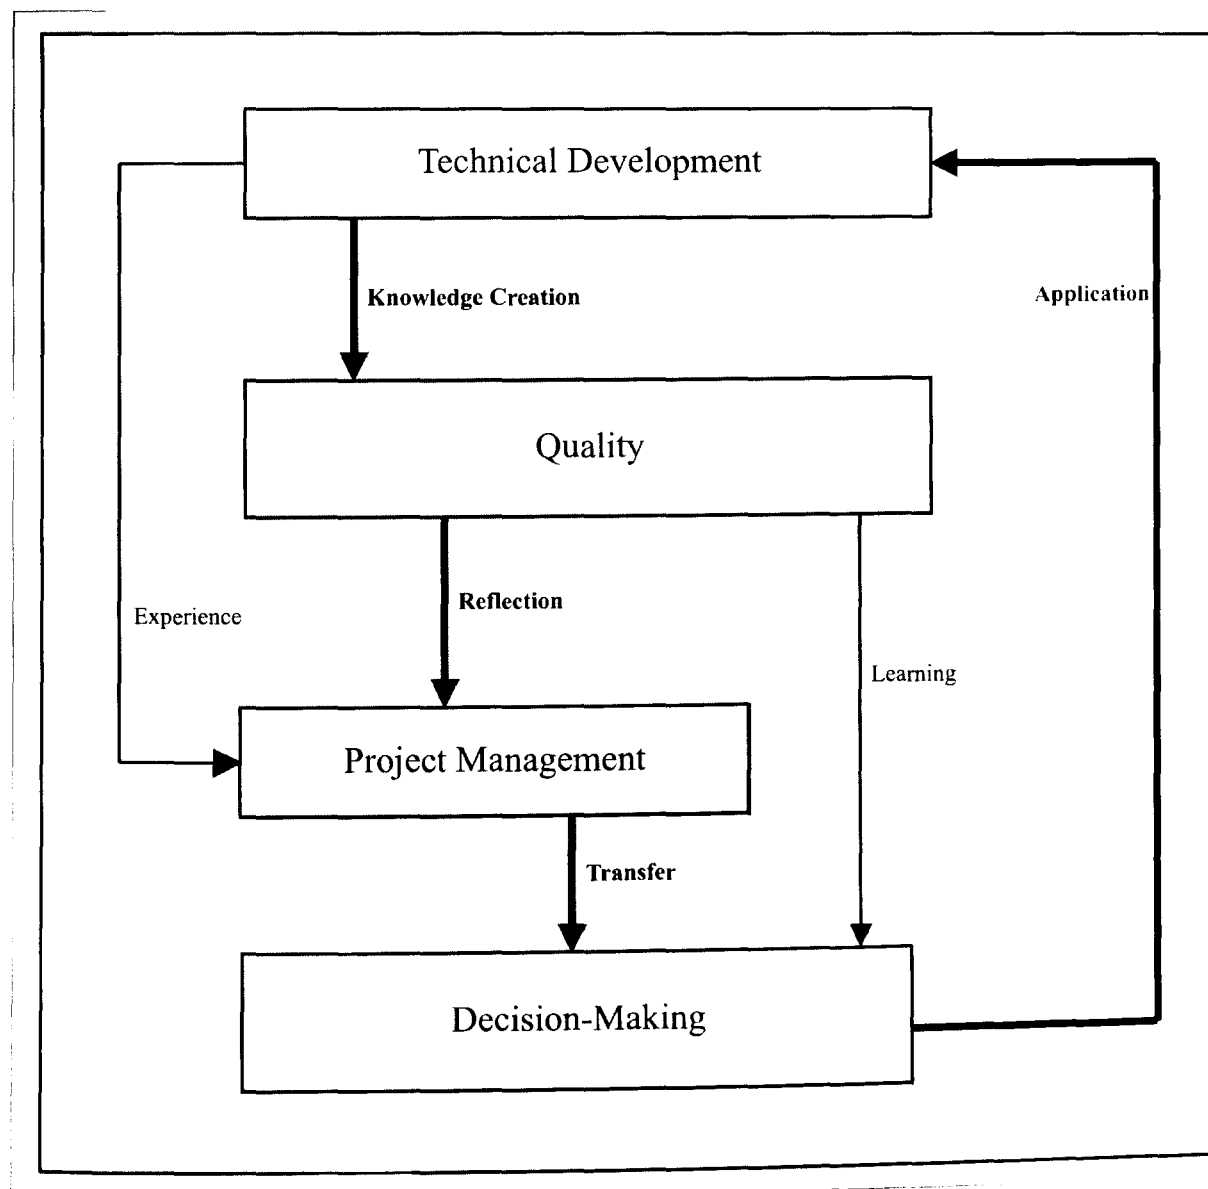 Technical Development
Knowledge Creation
Application
Quality
Reflection
Experience
Learning
Project Management
Transfer
Decision-Making